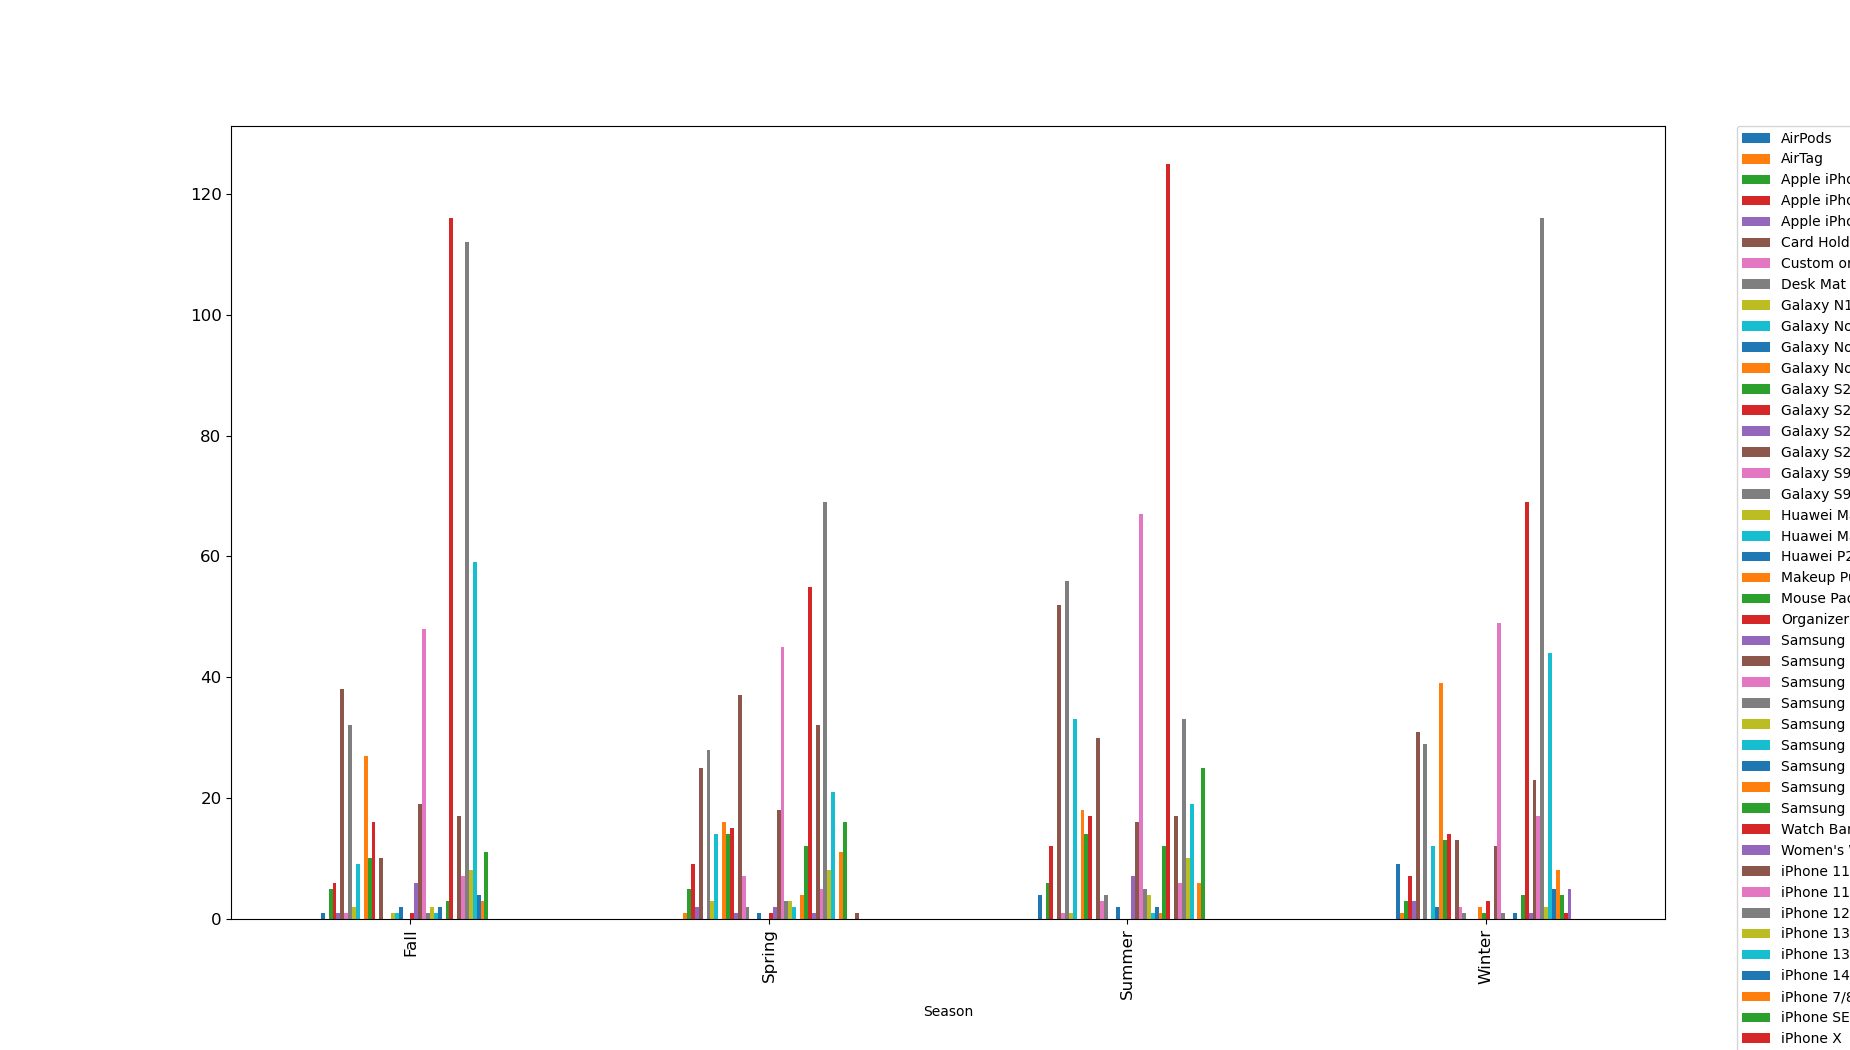 120
100
80
60
40
20
0
Fall
Spring
Summer
Winter
Season
AirPods
AirTag
Apple iPho
Apple iPho
Apple iPho
Card Hold
Custom or
Desk Mat
Galaxy N1
Galaxy No
Galaxy No
Galaxy No
Galaxy S2
Galaxy S2
Galaxy S2
Galaxy S2
Galaxy S9
Galaxy S9
Huawei Ma
Huawei Ma
Huawei P2
Makeup Pu
Mouse Pad
Organizer
Samsung
Samsung
Samsung
Samsung
Samsung
Samsung
Samsung
Samsung
Samsung
Watch Ban
Women's
iPhone 11
iPhone 11
iPhone 12
iPhone 13
iPhone 13
iPhone 14
iPhone 7/8
iPhone SE
iPhone X